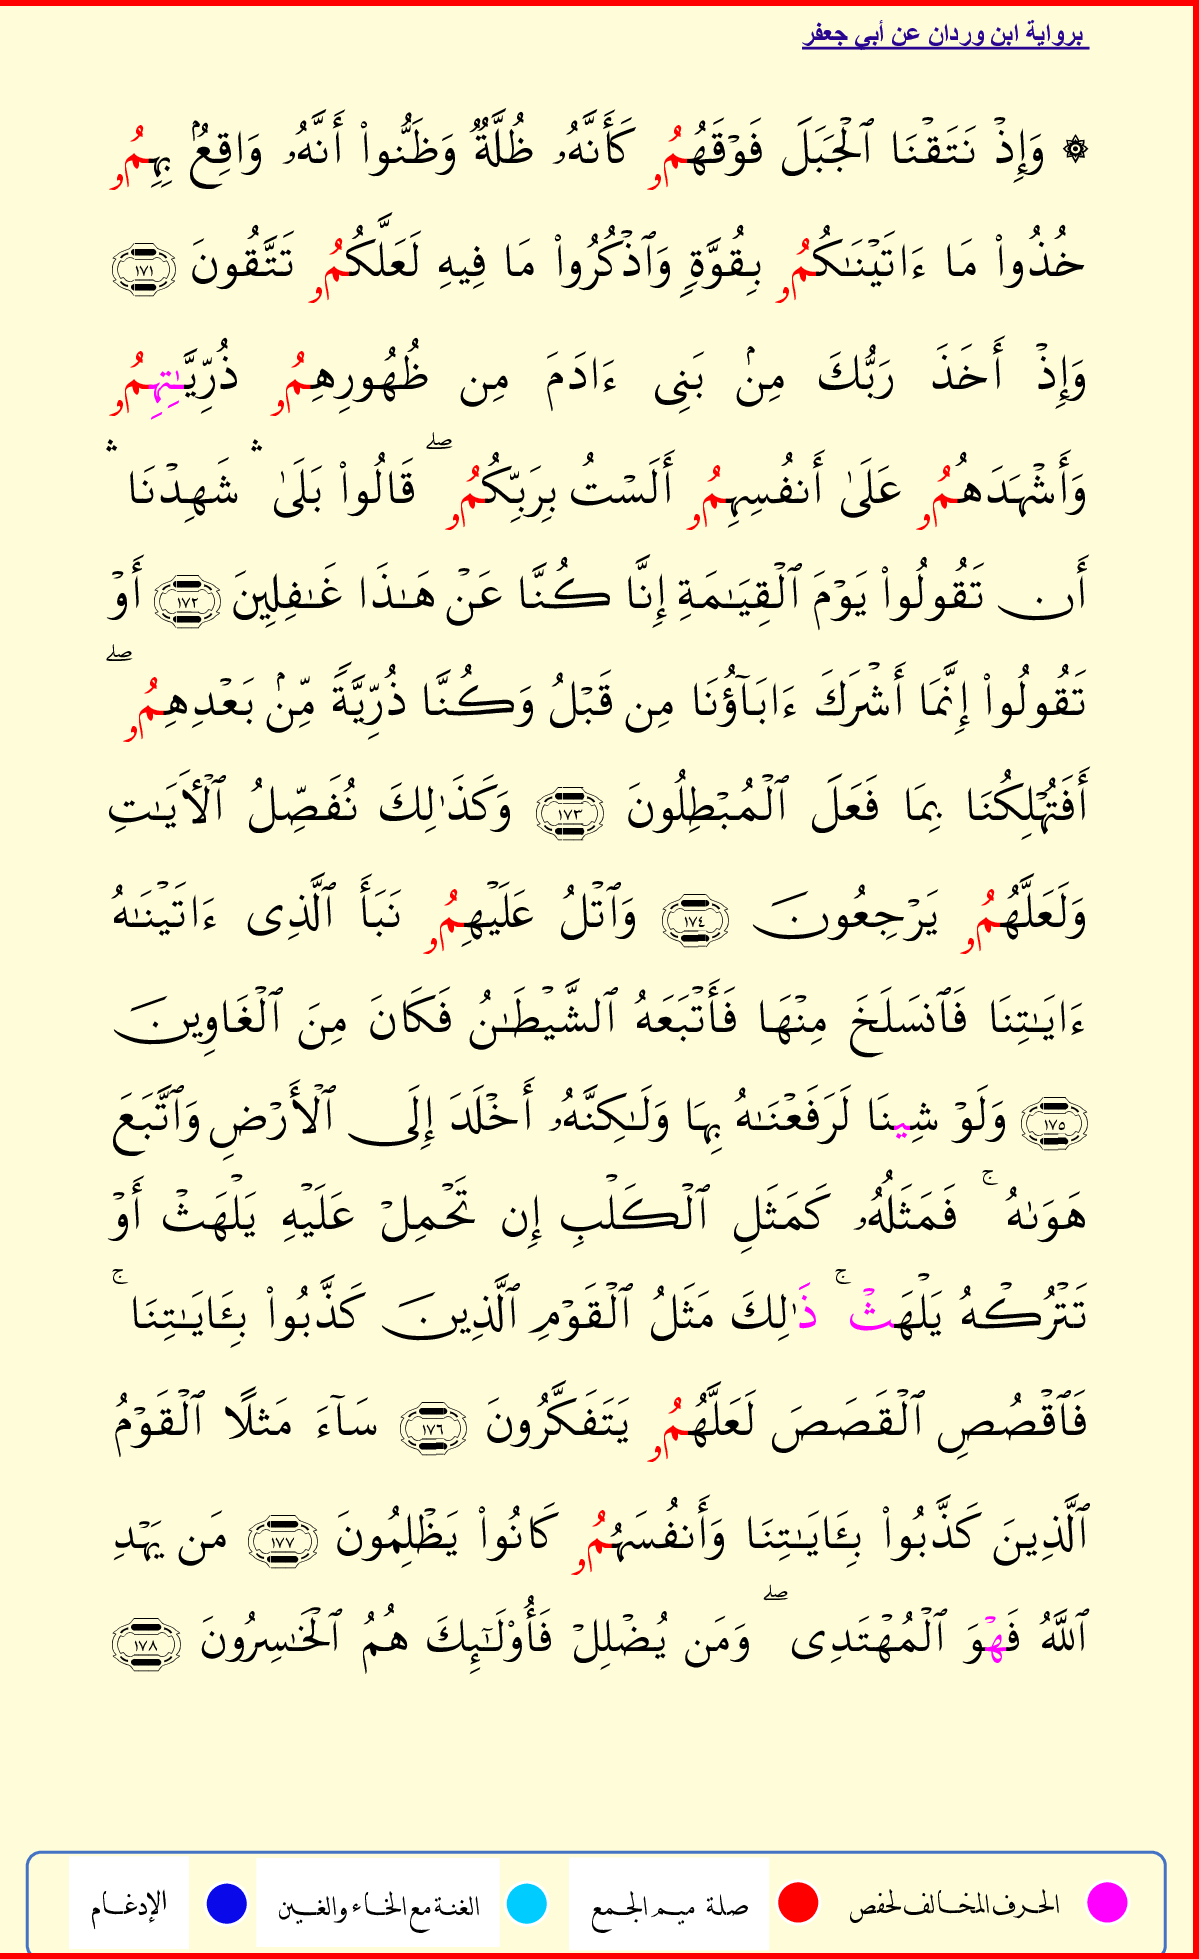 برواية ابن وردان عن أبي جعفر
۞ وَإِذۡ نَتَقۡنَا ٱلۡجَبَلَ فَوۡقَهُمُۥ كَأَنَّهُۥ ظُلَّةٌ وَظَنُّواْ أَنَّهُۥ وَاقِعُۢ بِهِمُۥ
خُذُواْ مَا ءَاتَيۡنَٰكُمُۥ بِقُوَّةٍ وَٱذۡكُرُواْ مَا فِيهِ لَعَلَّكُمُۥ تَتَّقُونَ ١٧١
وَإِذۡ أَخَذَ رَبُّكَ مِنۢ بَنِى ءَادَمَ مِن ظُهُورِهِمُۥ ذُرِّيَّٰتِهِمُۥ
وَأَشۡهَدَهُمُۥ عَلَىٰ أَنفُسِهِمُۥ أَلَسۡتُ بِرَبِّكُمُۥ ۖ قَالُواْ بَلَىٰ ۛ شَهِدۡنَا ۛ
أَن تَقُولُواْ يَوۡمَ ٱلۡقِيَٰمَةِ إِنَّا كُنَّا عَنۡ هَٰذَا غَٰفِلِينَ ١٧٢ أَوۡ
تَقُولُواْ إِنَّمَا أَشۡرَكَ ءَابَآؤُنَا مِن قَبۡلُ وَكُنَّا ذُرِّيَّةً مِّنۢ بَعۡدِهِمُۥ ۖ
أَفَتُهۡلِكُنَا بِمَا فَعَلَ ٱلۡمُبۡطِلُونَ ١٧٣ وَكَذَٰلِكَ نُفَصِّلُ ٱلۡأَيَٰتِ
وَلَعَلَّهُمُۥ يَرۡجِعُونَ ١٧٤ وَٱتۡلُ عَلَيۡهِمُۥ نَبَأَ ٱلَّذِى ءَاتَيۡنَٰهُ
ءَايَٰتِنَا فَٱنسَلَخَ مِنۡهَا فَأَتۡبَعَهُ ٱلشَّيۡطَٰنُ فَكَانَ مِنَ ٱلۡغَاوِينَ
١٧٥ وَلَوۡ شِينَا لَرَفَعۡنَٰهُ بِهَا وَلَٰكِنَّهُۥ أَخۡلَدَ إِلَى ٱلۡأَرۡضِ وَٱتَّبَعَ
هَوَىٰهُ ۚ فَمَثَلُهُۥ كَمَثَلِ ٱلۡكَلۡبِ إِن تَحۡمِلۡ عَلَيۡهِ يَلۡهَثۡ أَوۡ
تَتۡرُكۡهُ يَلۡهَثۡ ۚ ذَٰلِكَ مَثَلُ ٱلۡقَوۡمِ ٱلَّذِينَ كَذَّبُواْ بِـَٔايَٰتِنَا ۚ
فَٱقۡصُصِ ٱلۡقَصَصَ لَعَلَّهُمُۥ يَتَفَكَّرُونَ ١٧٦ سَآءَ مَثَلًا ٱلۡقَوۡمُ
ٱلَّذِينَ كَذَّبُواْ بِـَٔايَٰتِنَا وَأَنفُسَهُمُۥ كَانُواْ يَظۡلِمُونَ ١٧٧ مَن يَهۡدِ
ٱللَّهُ فَهۡوَ ٱلۡمُهۡتَدِى ۖ وَمَن يُضۡلِلۡ فَأُوْلَٰٓئِكَ هُمُ ٱلۡخَٰسِرُونَ ١٧٨
الحرف المخالف لحفص صلة ميم الجمع الغنة مع الخاء والغين الإدغام